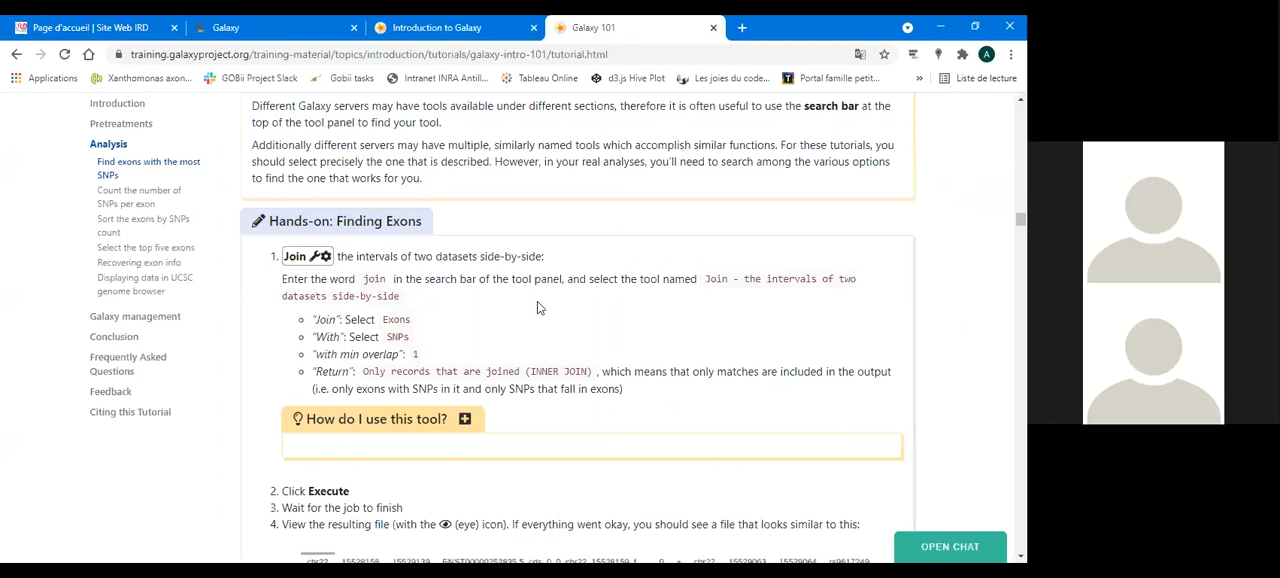 Page d'accueil | Site Web IRD
Galaxy
Introduction to Galaxy
Galaxy 101
A
training.galaxyproject.org/training-material/topics/introduction/tutorials/galaxy-intro-101/tutorial.html
Applications
Xanthomonas axon...
GOBii Project Slack
Gobii tasks
Intranet INRA Antill...
Tableau Online
d3.js Hive Plot
Les joies du code...
Portal famille petit...
»
Liste de lecture
Introduction
Pretreatments
Analysis
Find exons with the most
SNPs
Count the number of
SNPs per exon
Sort the exons by SNPs
count
Select the top five exons
Recovering exon info
Displaying data in UCSC
genome browser
Galaxy management
Conclusion
Frequently Asked
Questions
Feedback
Citing this Tutorial
Different Galaxy servers may have tools available under different sections, therefore it is often useful to use the search bar at the
top of the tool panel to find your tool.
Additionally different servers may have multiple, similarly named tools which accomplish similar functions. For these tutorials, you
should select precisely the one that is described. However, in your real analyses, you'll need to search among the various options
to find the one that works for you.
Hands-on: Finding Exons
1. Join the intervals of two datasets side-by-side:
Enter the word join in the search bar of the tool panel, and select the tool named Join - the intervals of two
datasets side-by-side
"Join": Select Exons
"With": Select SNPs
"with min overlap": 1
"Return": Only records that are joined (INNER JOIN) , which means that only matches are included in the output
(i.e. only exons with SNPs in it and only SNPs that fall in exons)
How do I use this tool?
2. Click Execute
3. Wait for the job to finish
4. View the resulting file (with the (eye) icon). If everything went okay, you should see a file that looks similar to this:
OPEN CHAT